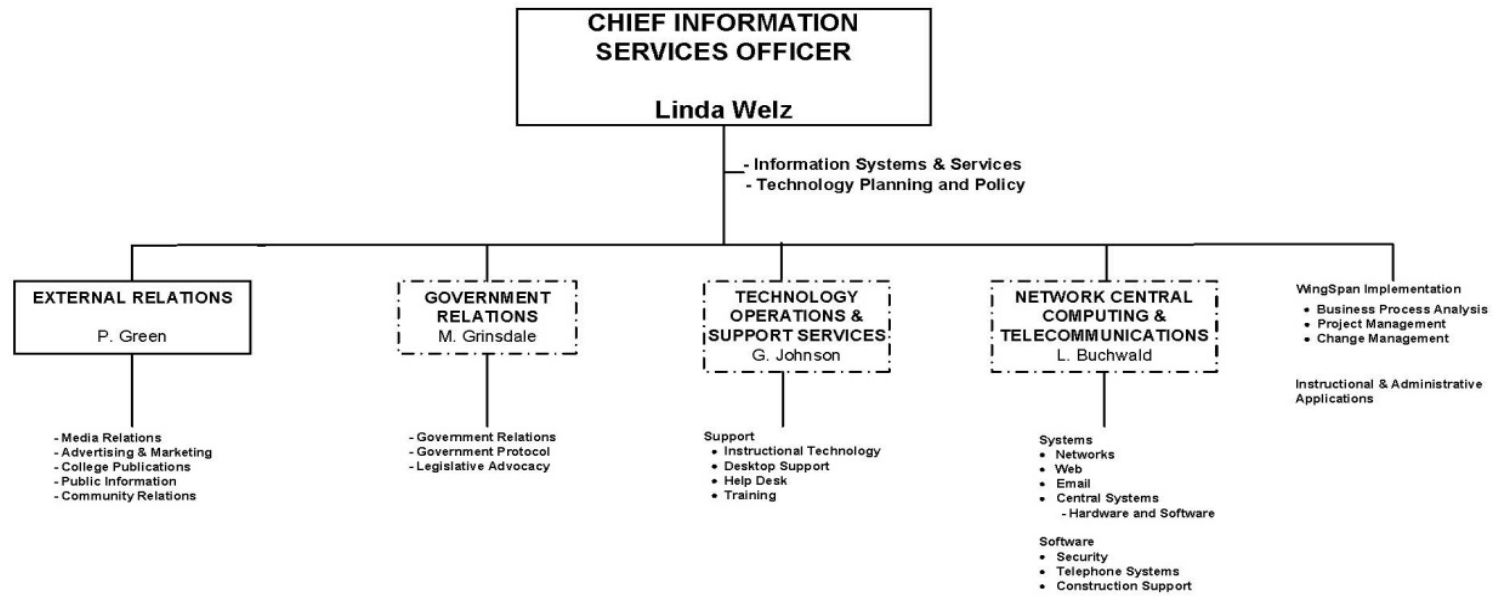 CHIEF INFORMATION
SERVICES OFFICER
Linda Welz
- Information Systems & Services
- Technology Planning and Policy
EXTERNAL RELATIONS
P. Green
- Media Relations
- Advertising & Marketing
- College Publications
- Public Information
- Community Relations
GOVERNMENT
RELATIONS
M. Grinsdale
- Government Relations
- Government Protocol
- Legislative Advocacy
TECHNOLOGY
OPERATIONS &
SUPPORT SERVICES
G. Johnson
Support
• Instructional Technology
• Desktop Support
• Help Desk
• Training
NETWORK CENTRAL
COMPUTING &
TELECOMMUNICATIONS
L. Buchwald
Systems
• Networks
• Web
• Email
• Central Systems
- Hardware and Software
Software
• Security
• Telephone Systems
• Construction Support
WingSpan Implementation
• Business Process Analysis
• Project Management
• Change Management
Instructional & Administrative
Applications